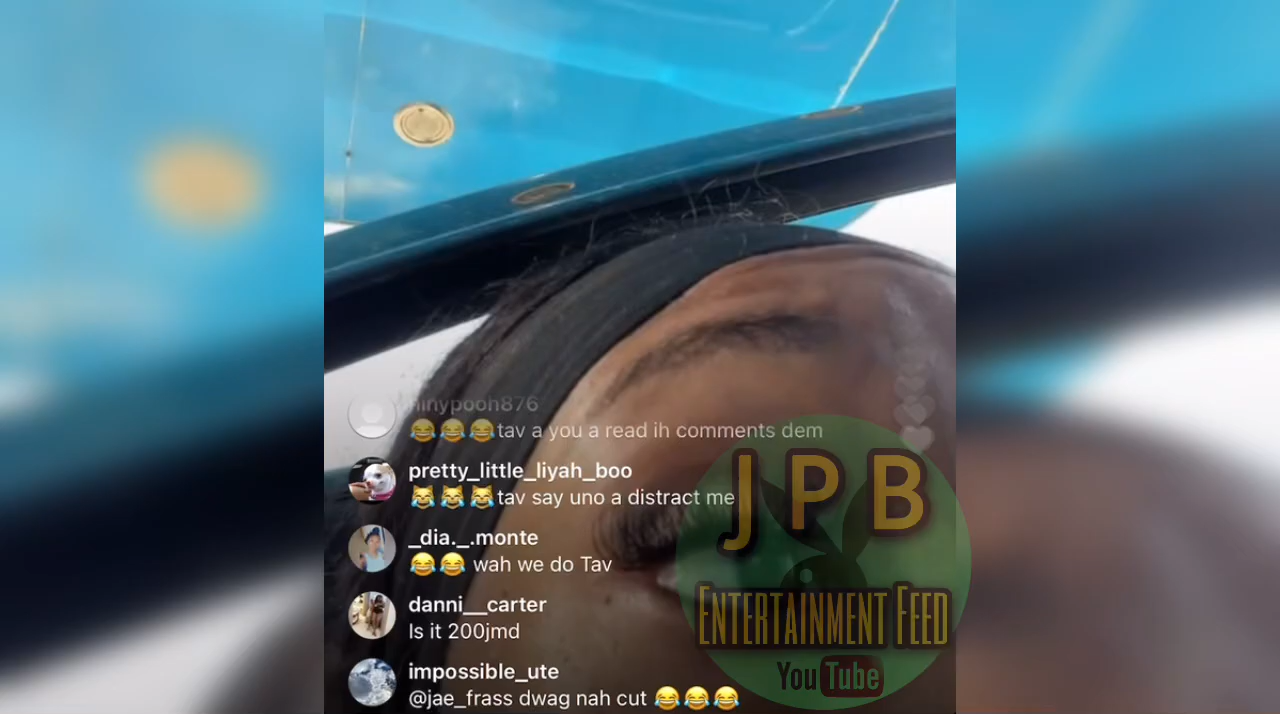 hinypooh876
😂😂😂tav a you a read ih comments dem
pretty_little_liyah_boo
😹😹😹tav say uno a distract me
_dia._.monte
😂😂 wah we do Tav
danni__carter
Is it 200jmd
impossible_ute
@jae_frass dwag nah cut 😂😂😂
J P B
ENTERTAINMENT FEED
YouTube